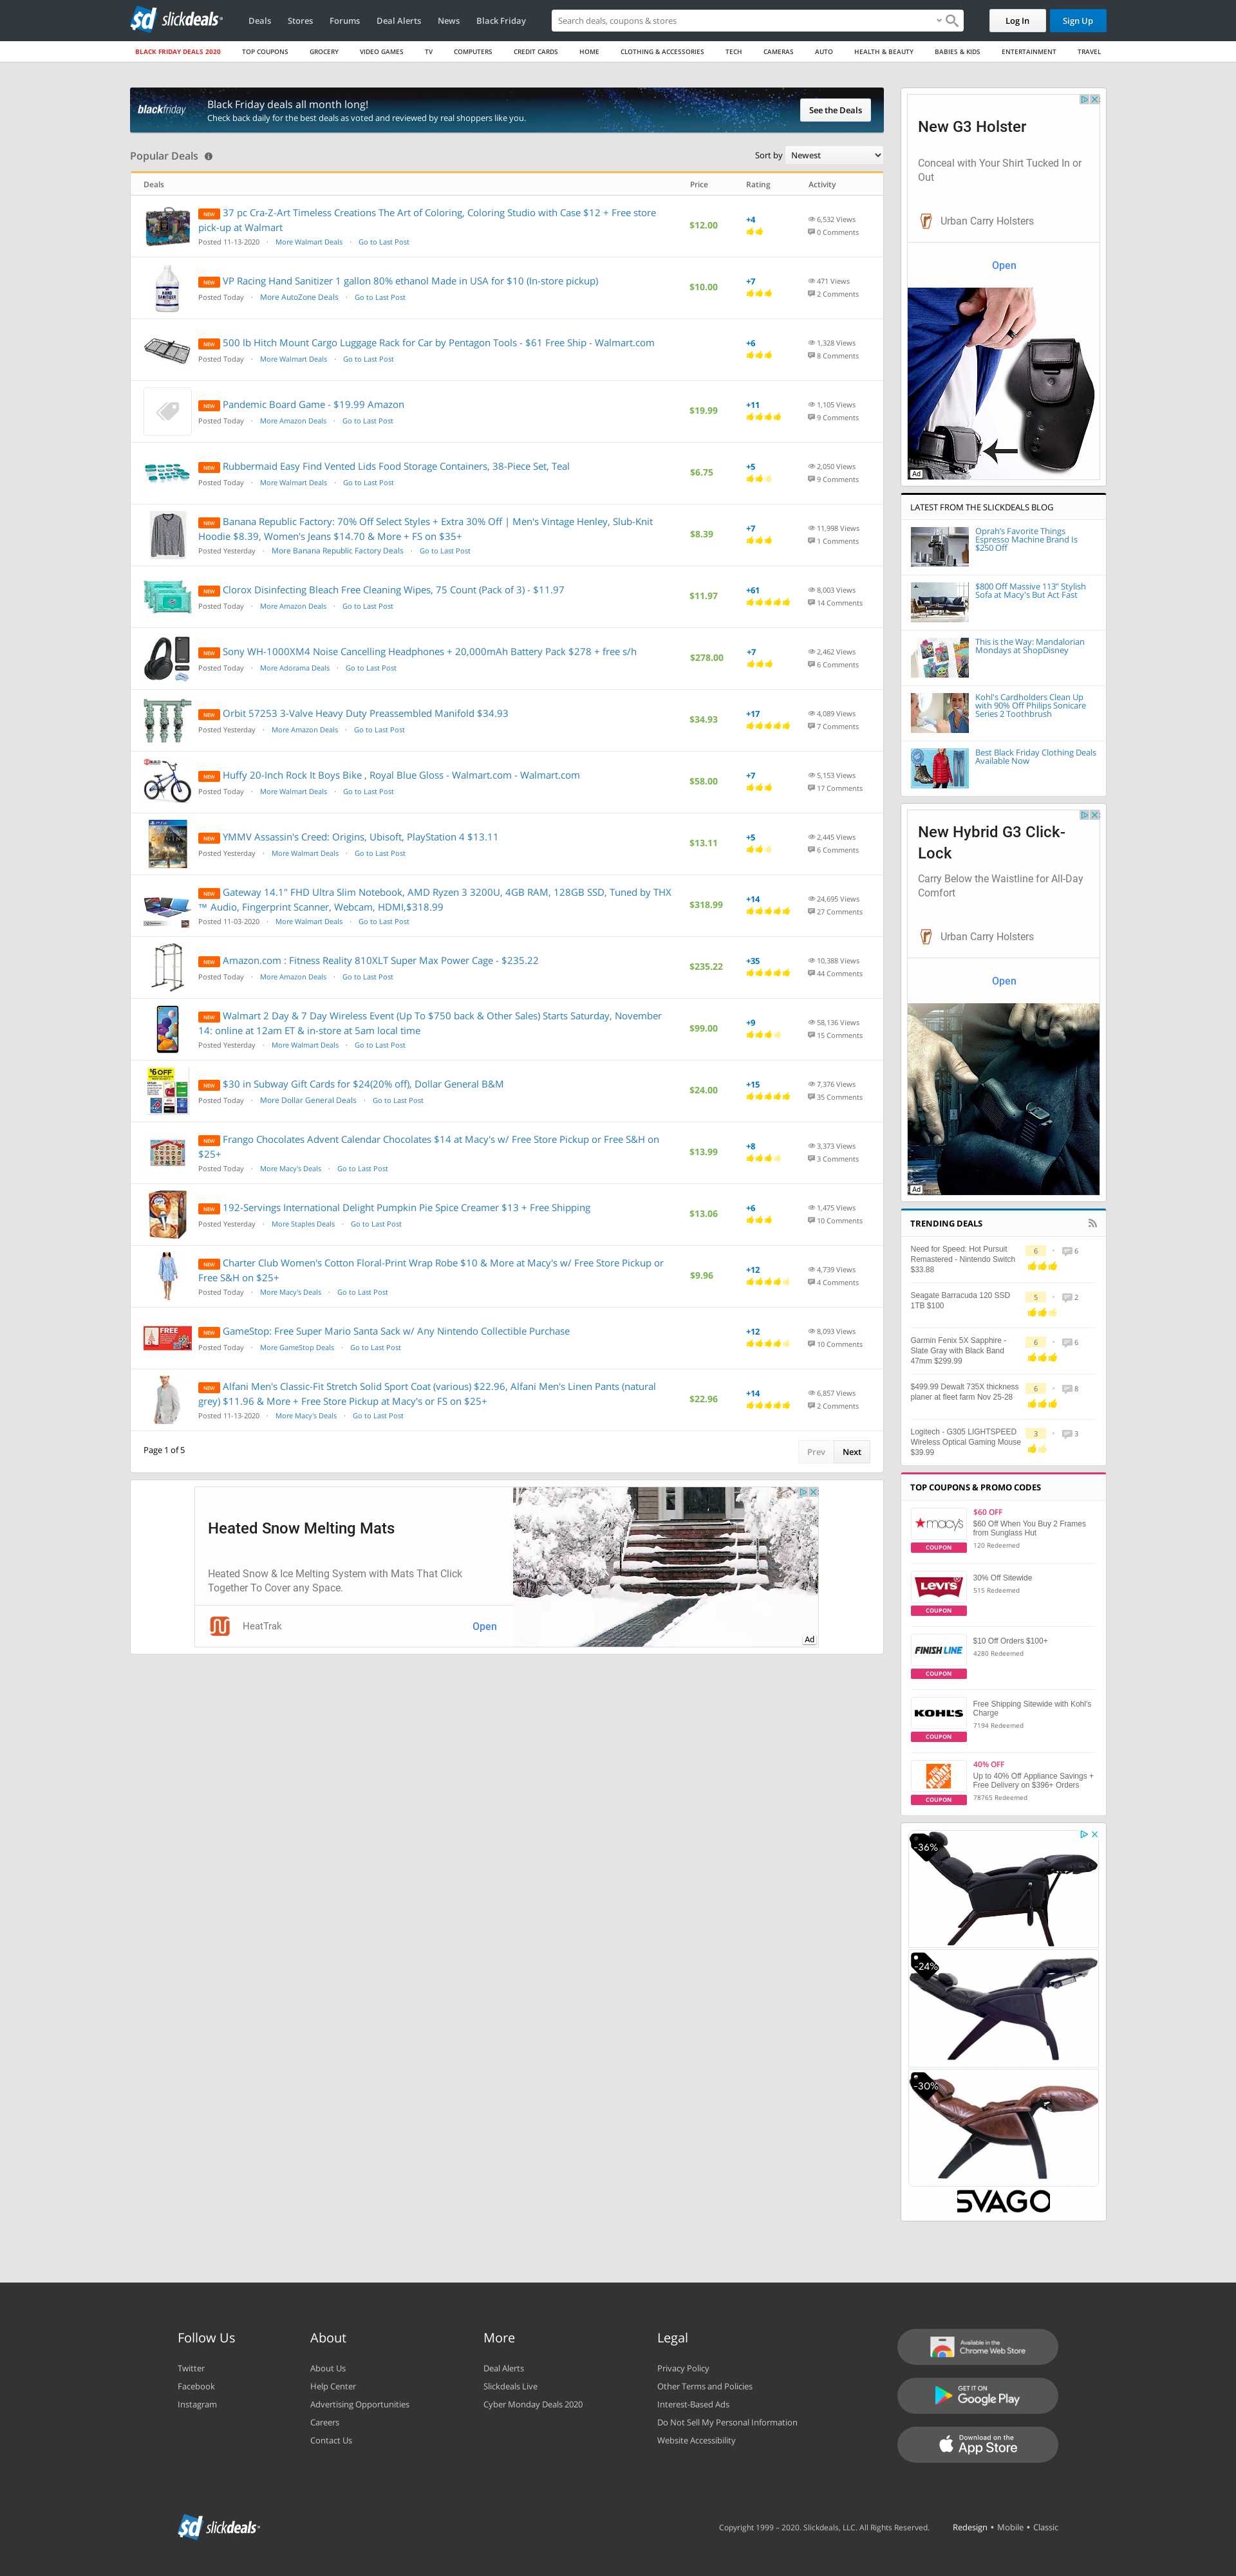 sd slickdeals
Deals Stores Forums Deal Alerts News Black Friday
Search deals, coupons & stores
Log In Sign Up
BLACK FRIDAY DEALS 2020 TOP COUPONS GROCERY VIDEO GAMES TV COMPUTERS CREDIT CARDS HOME CLOTHING & ACCESSORIES TECH CAMERAS AUTO HEALTH & BEAUTY BABIES & KIDS ENTERTAINMENT TRAVEL
blackfriday
Black Friday deals all month long!
Check back daily for the best deals as voted and reviewed by real shoppers like you.
See the Deals
Popular Deals
Sort by Newest
Deals Price Rating Activity
NEW 37 pc Cra-Z-Art Timeless Creations The Art of Coloring, Coloring Studio with Case $12 + Free store
pick-up at Walmart
Posted 11-13-2020 · More Walmart Deals · Go to Last Post
$12.00
+4
6,532 Views
0 Comments
NEW VP Racing Hand Sanitizer 1 gallon 80% ethanol Made in USA for $10 (In-store pickup)
Posted Today · More AutoZone Deals · Go to Last Post
$10.00
+7
471 Views
2 Comments
NEW 500 lb Hitch Mount Cargo Luggage Rack for Car by Pentagon Tools - $61 Free Ship - Walmart.com
Posted Today · More Walmart Deals · Go to Last Post
+6
1,328 Views
8 Comments
NEW Pandemic Board Game - $19.99 Amazon
Posted Today · More Amazon Deals · Go to Last Post
$19.99
+11
1,105 Views
9 Comments
NEW Rubbermaid Easy Find Vented Lids Food Storage Containers, 38-Piece Set, Teal
Posted Today · More Walmart Deals · Go to Last Post
$6.75
+5
2,050 Views
9 Comments
NEW Banana Republic Factory: 70% Off Select Styles + Extra 30% Off | Men's Vintage Henley, Slub-Knit
Hoodie $8.39, Women's Jeans $14.70 & More + FS on $35+
Posted Yesterday · More Banana Republic Factory Deals · Go to Last Post
$8.39
+7
11,998 Views
1 Comments
NEW Clorox Disinfecting Bleach Free Cleaning Wipes, 75 Count (Pack of 3) - $11.97
Posted Today · More Amazon Deals · Go to Last Post
$11.97
+61
8,003 Views
14 Comments
NEW Sony WH-1000XM4 Noise Cancelling Headphones + 20,000mAh Battery Pack $278 + free s/h
Posted Today · More Adorama Deals · Go to Last Post
$278.00
+7
2,462 Views
6 Comments
NEW Orbit 57253 3-Valve Heavy Duty Preassembled Manifold $34.93
Posted Yesterday · More Amazon Deals · Go to Last Post
$34.93
+17
4,089 Views
7 Comments
NEW Huffy 20-Inch Rock It Boys Bike , Royal Blue Gloss - Walmart.com - Walmart.com
Posted Today · More Walmart Deals · Go to Last Post
$58.00
+7
5,153 Views
17 Comments
NEW YMMV Assassin's Creed: Origins, Ubisoft, PlayStation 4 $13.11
Posted Yesterday · More Walmart Deals · Go to Last Post
$13.11
+5
2,445 Views
6 Comments
NEW Gateway 14.1" FHD Ultra Slim Notebook, AMD Ryzen 3 3200U, 4GB RAM, 128GB SSD, Tuned by THX
™ Audio, Fingerprint Scanner, Webcam, HDMI,$318.99
Posted 11-03-2020 · More Walmart Deals · Go to Last Post
$318.99
+14
24,695 Views
27 Comments
NEW Amazon.com : Fitness Reality 810XLT Super Max Power Cage - $235.22
Posted Today · More Amazon Deals · Go to Last Post
$235.22
+35
10,388 Views
44 Comments
NEW Walmart 2 Day & 7 Day Wireless Event (Up To $750 back & Other Sales) Starts Saturday, November
14: online at 12am ET & in-store at 5am local time
Posted Yesterday · More Walmart Deals · Go to Last Post
$99.00
+9
58,136 Views
15 Comments
$6 OFF
NEW $30 in Subway Gift Cards for $24(20% off), Dollar General B&M
Posted Today · More Dollar General Deals · Go to Last Post
$24.00
+15
7,376 Views
35 Comments
NEW Frango Chocolates Advent Calendar Chocolates $14 at Macy's w/ Free Store Pickup or Free S&H on
$25+
Posted Today · More Macy's Deals · Go to Last Post
$13.99
+8
3,373 Views
3 Comments
NEW 192-Servings International Delight Pumpkin Pie Spice Creamer $13 + Free Shipping
Posted Yesterday · More Staples Deals · Go to Last Post
$13.06
+6
1,475 Views
10 Comments
NEW Charter Club Women's Cotton Floral-Print Wrap Robe $10 & More at Macy's w/ Free Store Pickup or
Free S&H on $25+
Posted Today · More Macy's Deals · Go to Last Post
$9.96
+12
4,739 Views
4 Comments
FREE
NEW GameStop: Free Super Mario Santa Sack w/ Any Nintendo Collectible Purchase
Posted Today · More GameStop Deals · Go to Last Post
+12
8,093 Views
10 Comments
NEW Alfani Men's Classic-Fit Stretch Solid Sport Coat (various) $22.96, Alfani Men's Linen Pants (natural
grey) $11.96 & More + Free Store Pickup at Macy's or FS on $25+
Posted 11-13-2020 · More Macy's Deals · Go to Last Post
$22.96
+14
6,857 Views
2 Comments
Page 1 of 5
Prev Next
Heated Snow Melting Mats
Heated Snow & Ice Melting System with Mats That Click
Together To Cover any Space.
HeatTrak
Open
Ad
New G3 Holster
Conceal with Your Shirt Tucked In or
Out
Urban Carry Holsters
Open
Ad
LATEST FROM THE SLICKDEALS BLOG
Oprah's Favorite Things
Espresso Machine Brand Is
$250 Off
$800 Off Massive 113" Stylish
Sofa at Macy's But Act Fast
This is the Way: Mandalorian
Mondays at ShopDisney
Kohl's Cardholders Clean Up
with 90% Off Philips Sonicare
Series 2 Toothbrush
Best Black Friday Clothing Deals
Available Now
New Hybrid G3 Click-
Lock
Carry Below the Waistline for All-Day
Comfort
Urban Carry Holsters
Open
Ad
TRENDING DEALS
Need for Speed: Hot Pursuit
Remastered - Nintendo Switch
$33.88
6 6
Seagate Barracuda 120 SSD
1TB $100
5 2
Garmin Fenix 5X Sapphire -
Slate Gray with Black Band
47mm $299.99
6 6
$499.99 Dewalt 735X thickness
planer at fleet farm Nov 25-28
6 8
Logitech - G305 LIGHTSPEED
Wireless Optical Gaming Mouse
$39.99
3 3
TOP COUPONS & PROMO CODES
macy's
COUPON
$60 OFF
$60 Off When You Buy 2 Frames
from Sunglass Hut
120 Redeemed
LEVI'S
COUPON
30% Off Sitewide
515 Redeemed
FINISH LINE
COUPON
$10 Off Orders $100+
4280 Redeemed
KOHL'S
COUPON
Free Shipping Sitewide with Kohl's
Charge
7194 Redeemed
COUPON
40% OFF
Up to 40% Off Appliance Savings +
Free Delivery on $396+ Orders
78765 Redeemed
-36%
-24%
-30%
SVAGO
Follow Us
Twitter
Facebook
Instagram
About
About Us
Help Center
Advertising Opportunities
Careers
Contact Us
More
Deal Alerts
Slickdeals Live
Cyber Monday Deals 2020
Legal
Privacy Policy
Other Terms and Policies
Interest-Based Ads
Do Not Sell My Personal Information
Website Accessibility
Available in the
Chrome Web Store
GET IT ON
Google Play
Download on the
App Store
sd slickdeals
Copyright 1999 – 2020. Slickdeals, LLC. All Rights Reserved.
Redesign • Mobile • Classic